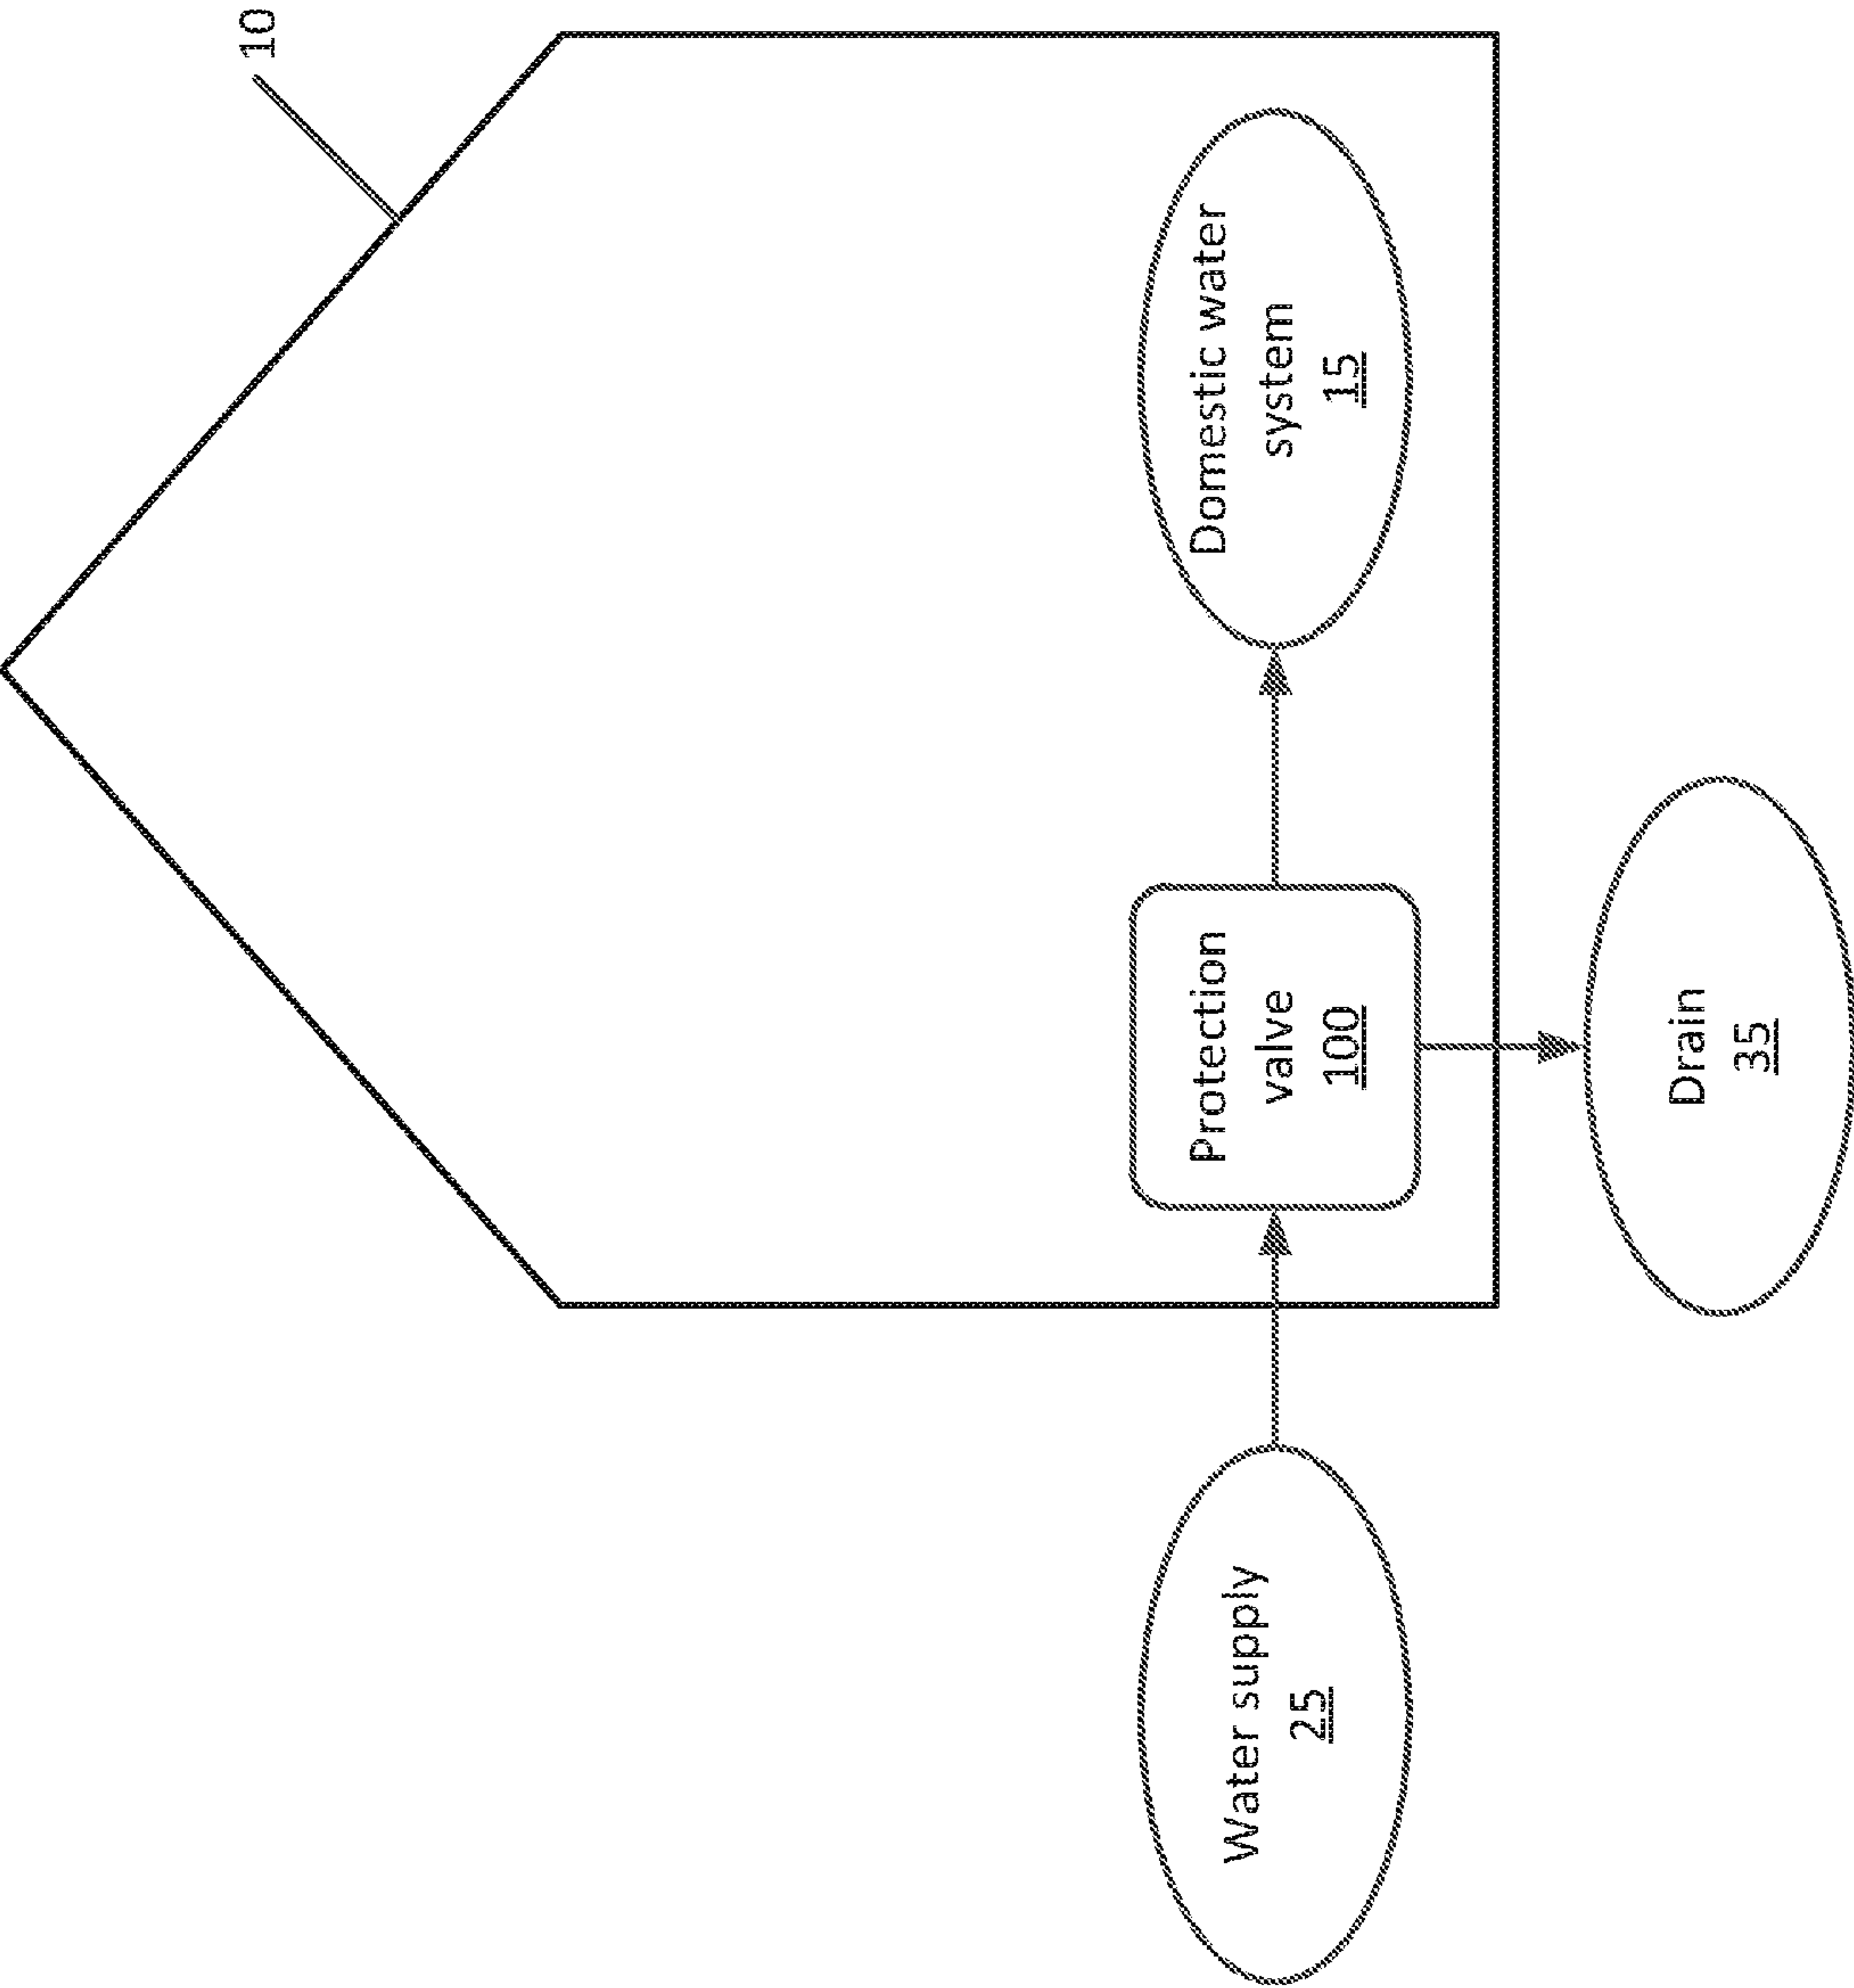 10
Water supply
25
Protection
valve
100
Domestic water
system
15
Drain
35